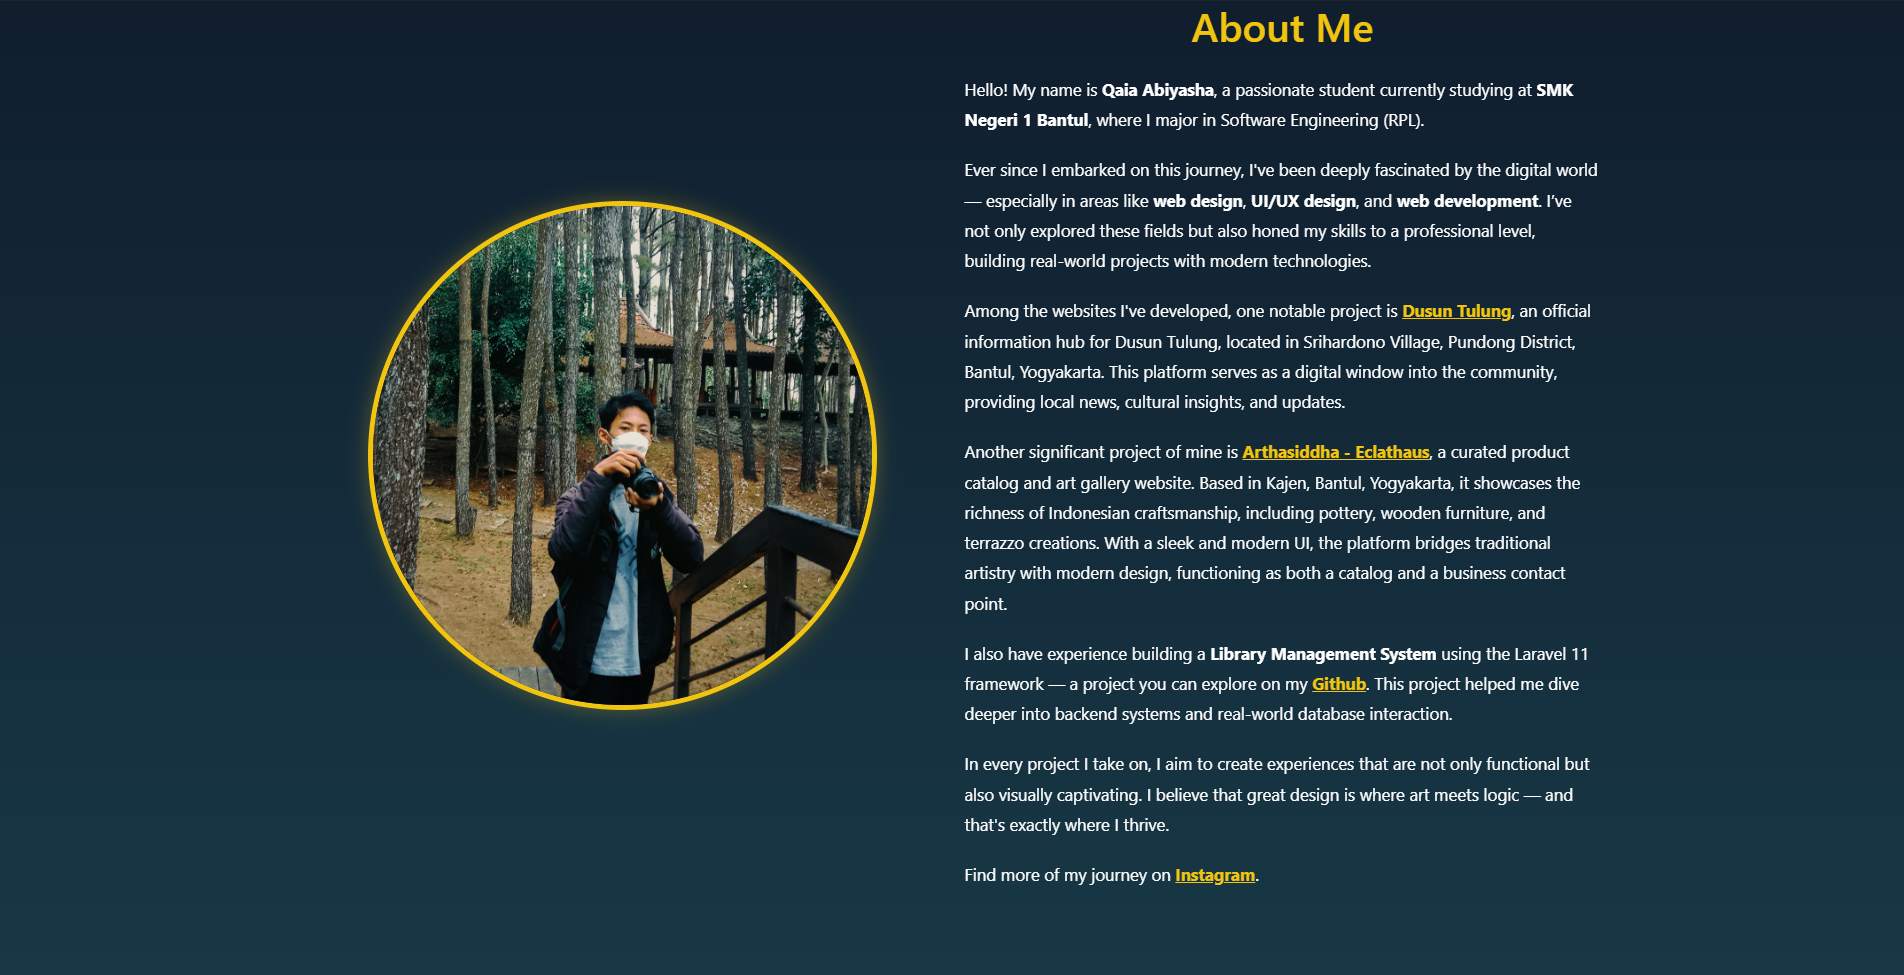 About Me
Hello! My name is Qaia Abiyasha, a passionate student currently studying at SMK
Negeri 1 Bantul, where I major in Software Engineering (RPL).
Ever since I embarked on this journey, I've been deeply fascinated by the digital world
— especially in areas like web design, UI/UX design, and web development. I’ve
not only explored these fields but also honed my skills to a professional level,
building real-world projects with modern technologies.
Among the websites I've developed, one notable project is Dusun Tulung, an official
information hub for Dusun Tulung, located in Srihardono Village, Pundong District,
Bantul, Yogyakarta. This platform serves as a digital window into the community,
providing local news, cultural insights, and updates.
Another significant project of mine is Arthasiddha - Eclathaus, a curated product
catalog and art gallery website. Based in Kajen, Bantul, Yogyakarta, it showcases the
richness of Indonesian craftsmanship, including pottery, wooden furniture, and
terrazzo creations. With a sleek and modern UI, the platform bridges traditional
artistry with modern design, functioning as both a catalog and a business contact
point.
I also have experience building a Library Management System using the Laravel 11
framework — a project you can explore on my Github. This project helped me dive
deeper into backend systems and real-world database interaction.
In every project I take on, I aim to create experiences that are not only functional but
also visually captivating. I believe that great design is where art meets logic — and
that's exactly where I thrive.
Find more of my journey on Instagram.